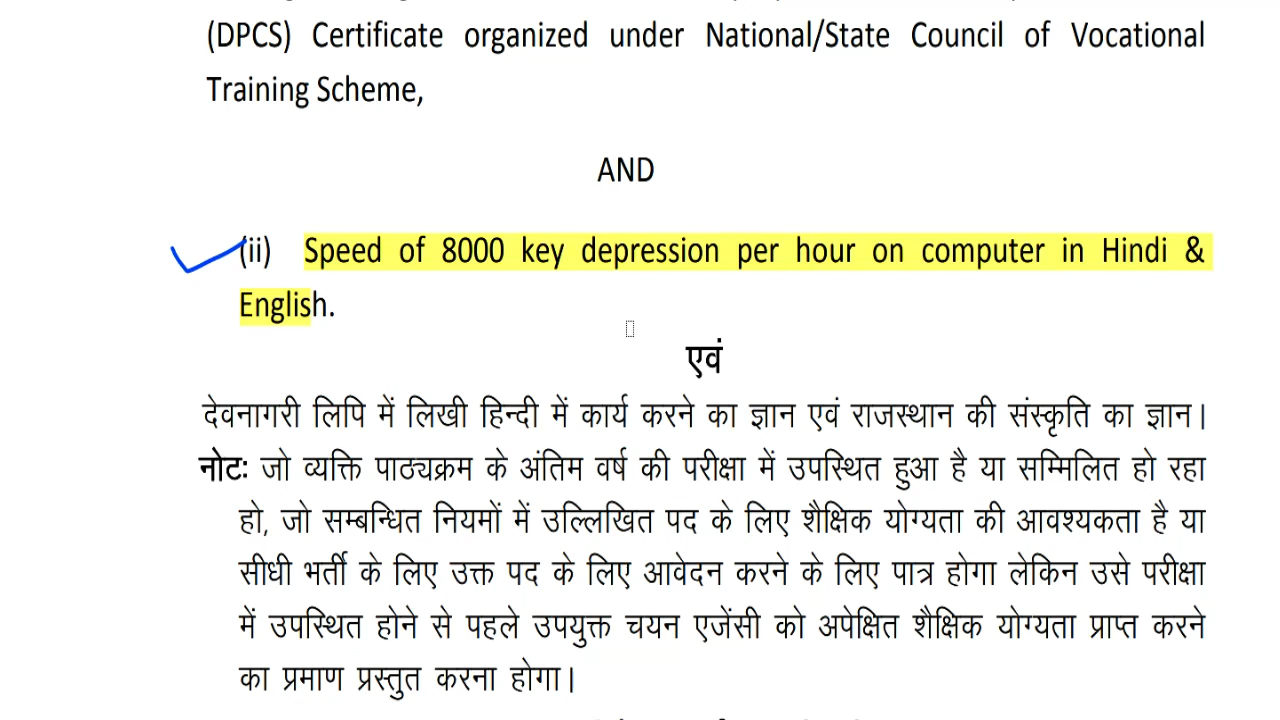 (DPCS) Certificate organized under National/State Council of Vocational
Training Scheme,
AND
(ii) Speed of 8000 key depression per hour on computer in Hindi &
English.
एवं
देवनागरी लिपि में लिखी हिन्दी में कार्य करने का ज्ञान एवं राजस्थान की संस्कृति का ज्ञान।
नोटः जो व्यक्ति पाठ्यक्रम के अंतिम वर्ष की परीक्षा में उपस्थित हुआ है या सम्मिलित हो रहा
हो, जो सम्बन्धित नियमों में उल्लिखित पद के लिए शैक्षिक योग्यता की आवश्यकता है या
सीधी भर्ती के लिए उक्त पद के लिए आवेदन करने के लिए पात्र होगा लेकिन उसे परीक्षा
में उपस्थित होने से पहले उपयुक्त चयन एजेंसी को अपेक्षित शैक्षिक योग्यता प्राप्त करने
का प्रमाण प्रस्तुत करना होगा।